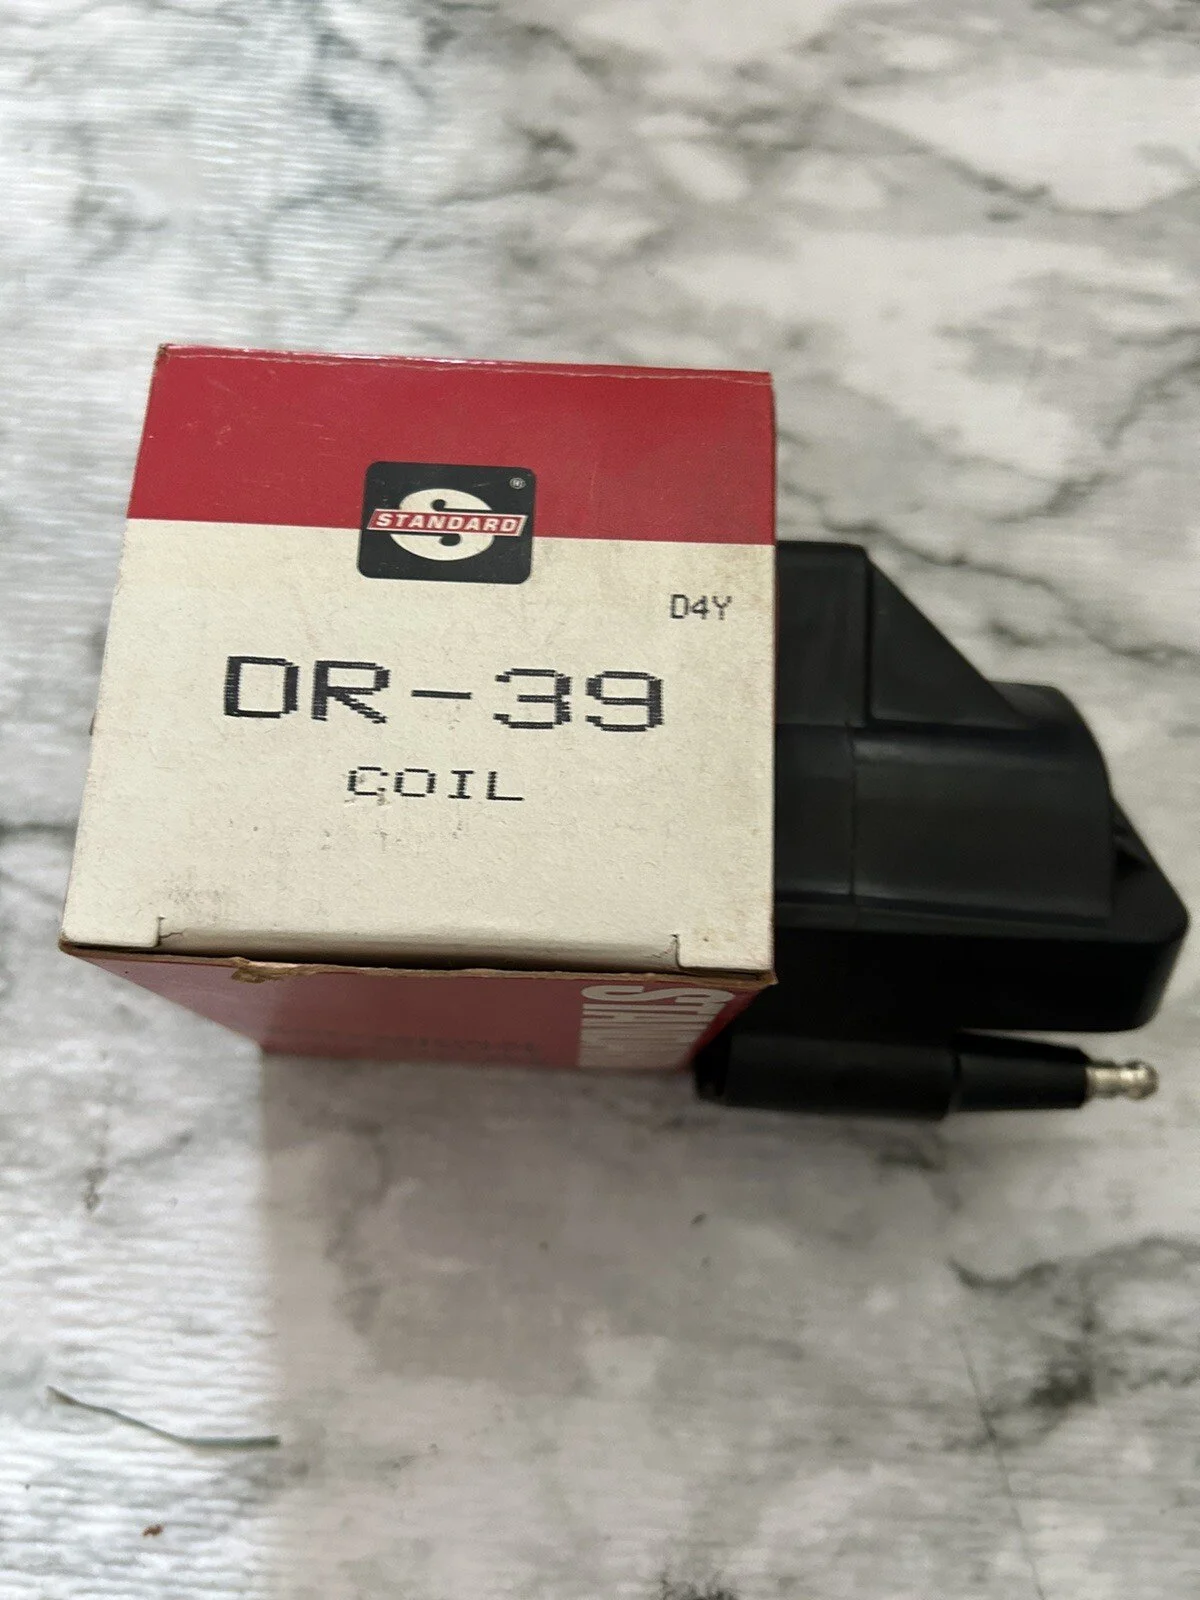 STANDARD
®
D4Y
DR-39
COIL